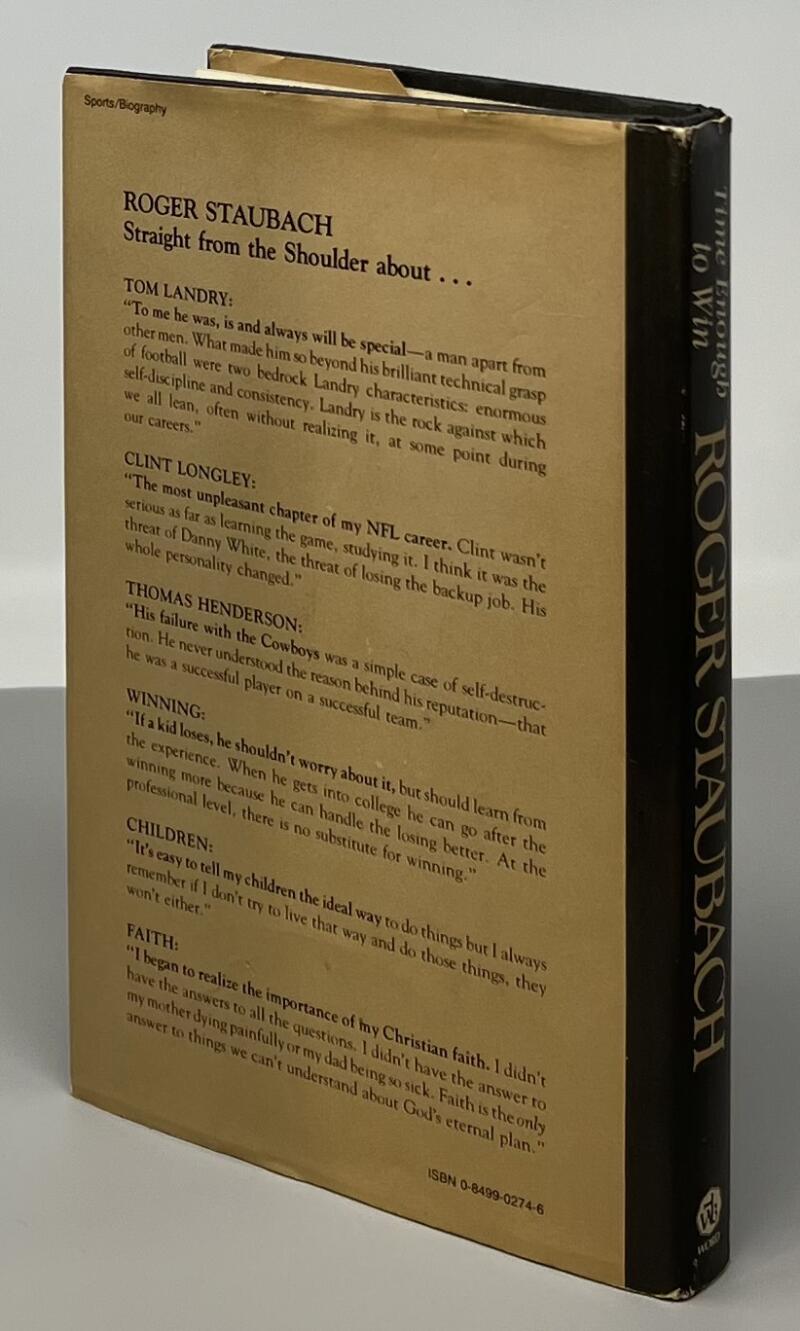 Sports/Biography
ROGER STAUBACH
Straight from the Shoulder about . . .
TOM LANDRY:
“To me he was, is and always will be special—a man apart from
other men. What made him so beyond his brilliant technical grasp
of football were two bedrock Landry characteristics: enormous
self-discipline and consistency. Landry is the rock against which
we all lean, often without realizing it, at some point during
our careers.”
CLINT LONGLEY:
“The most unpleasant chapter of my NFL career. Clint wasn’t
serious as far as learning the game, studying it. I think it was the
threat of Danny White, the threat of losing the backup job. His
whole personality changed.”
THOMAS HENDERSON:
“His failure with the Cowboys was a simple case of self-destruc-
tion. He never understood the reason behind his reputation—that
he was a successful player on a successful team.”
WINNING:
“If a kid loses, he shouldn’t worry about it, but should learn from
the experience. When he gets into college he can go after the
winning more because he can handle the losing better. At the
professional level, there is no substitute for winning.”
CHILDREN:
“It’s easy to tell my children the ideal way to do things but I always
remember if I don’t try to live that way and do those things, they
won’t either.”
FAITH:
“I began to realize the importance of my Christian faith. I didn’t
have the answers to all the questions. I didn’t have the answer to
my mother dying painfully or my dad being so sick. Faith is the only
answer to things we can’t understand about God’s eternal plan.”
ISBN 0-8499-0274-6
Time Enough
to Win
ROGER STAUBACH
WORD